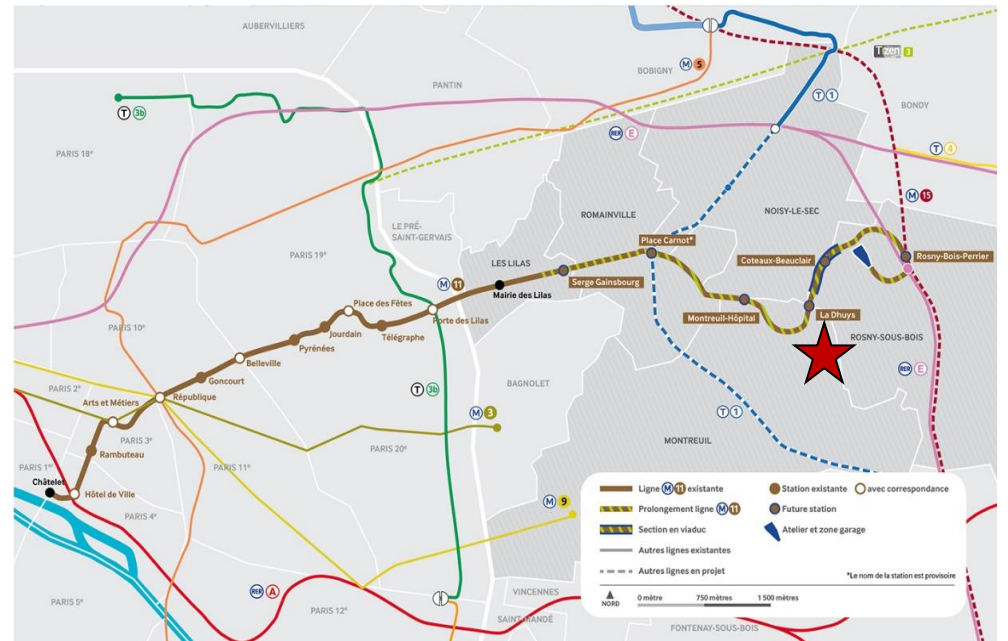 AUBERVILLIERS
M 5
Tzen 3
PANTIN
BOBIGNY
T 1
BONDY
T 3b
RER E
T 4
PARIS 18e
M 15
LE PRÉ-
SAINT-GERVAIS
ROMAINVILLE
NOISY-LE-SEC
PARIS 19e
Place Carnot*
LES LILAS
Coteaux-Beauclair
Rosny-Bois-Perrier
M 11
Serge Gainsbourg
Mairie des Lilas
Place des Fêtes
Porte des Lilas
PARIS 10e
Jourdain
Télégraphe
Montreuil-Hôpital
La Dhuys
Pyrénées
ROSNY-SOUS-BOIS
Belleville
Goncourt
RER E
PARIS 2e
T 3b
BAGNOLET
Arts et Métiers
République
M 3
T 1
PARIS 3e
PARIS 20e
MONTREUIL
Rambuteau
PARIS 1er
PARIS 11e
Châtelet
Hôtel de Ville
M 9
PARIS 4e
RER A
PARIS 5e
PARIS 12e
VINCENNES
SAINT-MANDÉ
FONTENAY-SOUS-BOIS
Ligne M 11 existante
Station existante
avec correspondance
Prolongement ligne M 11
Future station
Section en viaduc
Atelier et zone garage
Autres lignes existantes
Autres lignes en projet
*Le nom de la station est provisoire
NORD
0 mètre 750 mètres 1 500 mètres